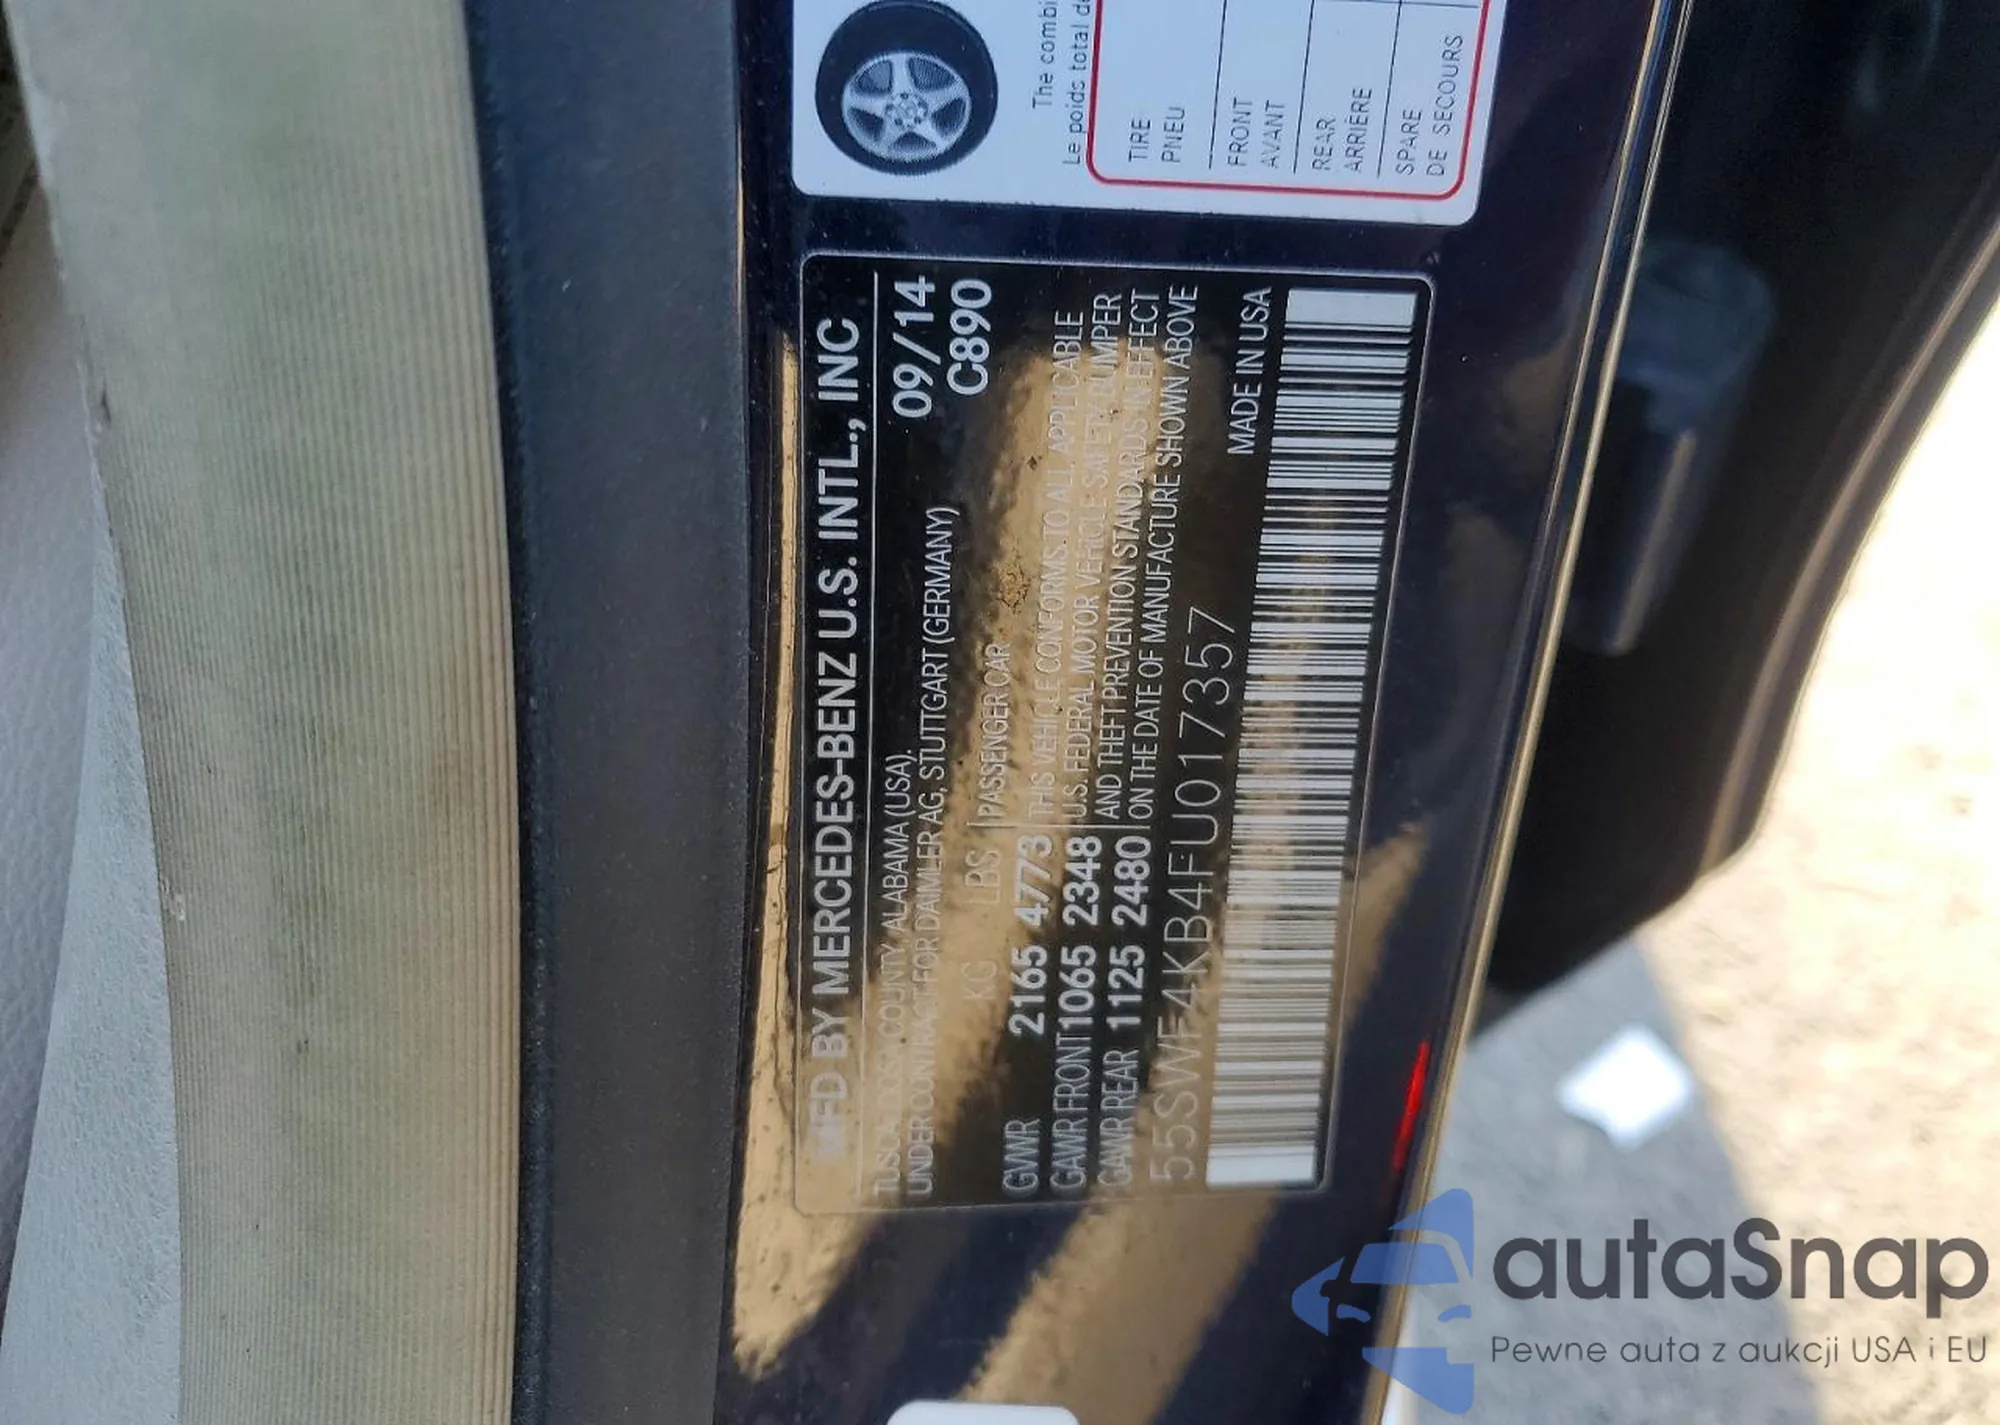 MFD BY MERCEDES-BENZ U.S. INTL., INC
TUSCALOOSA COUNTY, ALABAMA (USA). 09/14
UNDER CONTRACT FOR DAIMLER AG, STUTTGART (GERMANY) C890
KG LBS PASSENGER CAR
GVWR 2165 4773 THIS VEHICLE CONFORMS TO ALL APPLICABLE
GAWR FRONT 1065 2348 U.S. FEDERAL MOTOR VEHICLE SAFETY, BUMPER
GAWR REAR 1125 2480 AND THEFT PREVENTION STANDARDS IN EFFECT
ON THE DATE OF MANUFACTURE SHOWN ABOVE
55SWF4KB4FU017357 MADE IN USA
The combi
Le poids total de
TIRE
PNEU
FRONT
AVANT
REAR
ARRIÈRE
SPARE
DE SECOURS
autaSnap
Pewne auta z aukcji USA i EU